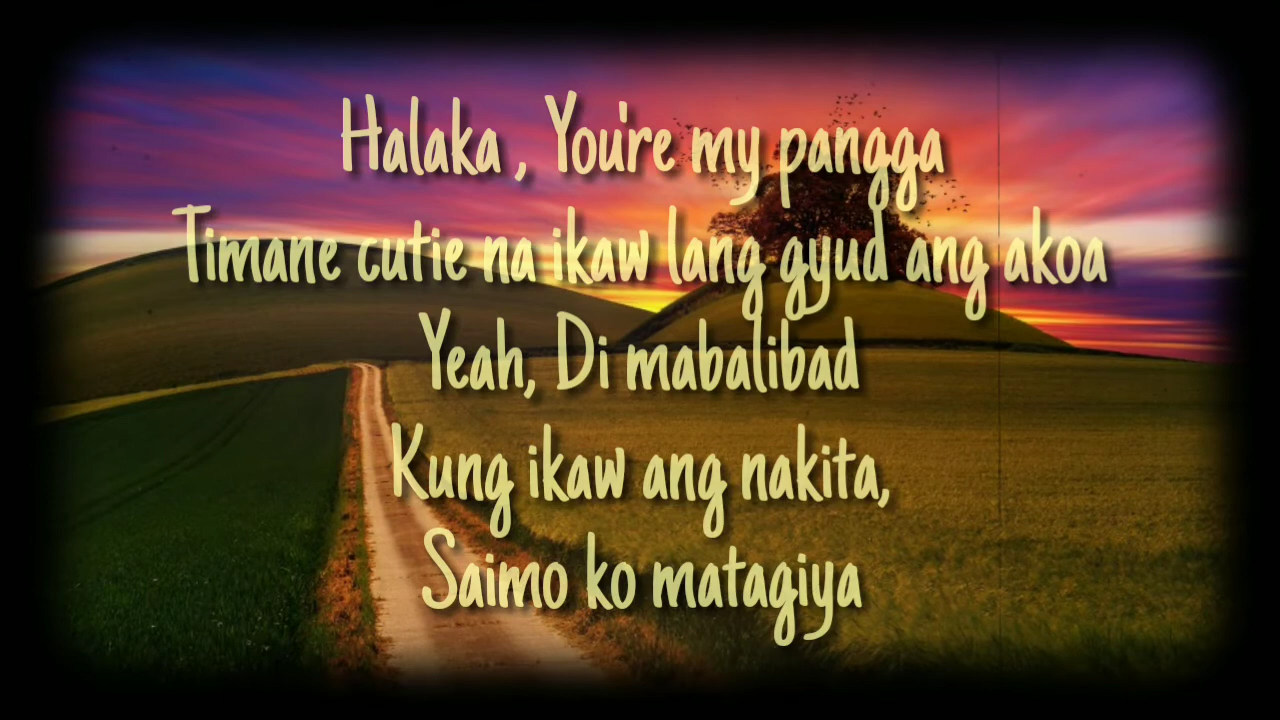 Halaka , You're my pangga
Timane cutie na ikaw lang gyud ang akoa
Yeah, Di mabalibad
Kung ikaw ang nakita,
Saimo ko matagiya